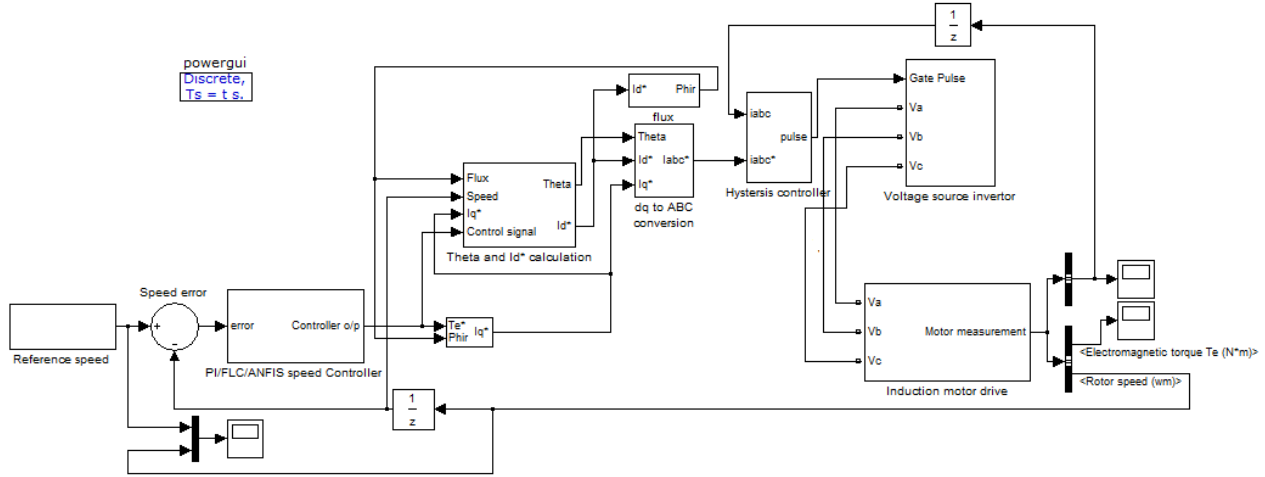 powergui
Discrete,
Ts = t s.
1
z
Id*
Phir
flux
Theta
Id*
Iq*
Iabc*
dq to ABC
conversion
iabc
iabc*
pulse
Hystersis controller
Gate Pulse
Va
Vb
Vc
Voltage source invertor
Flux
Speed
Iq*
Control signal
Theta
Id*
Theta and Id* calculation
Reference speed
Speed error
+
-
error
Controller o/p
PI/FLC/ANFIS speed Controller
Te*
Phir
Iq*
Va
Vb
Vc
Motor measurement
Induction motor drive
<Electromagnetic torque Te (N*m)>
<Rotor speed (wm)>
1
z